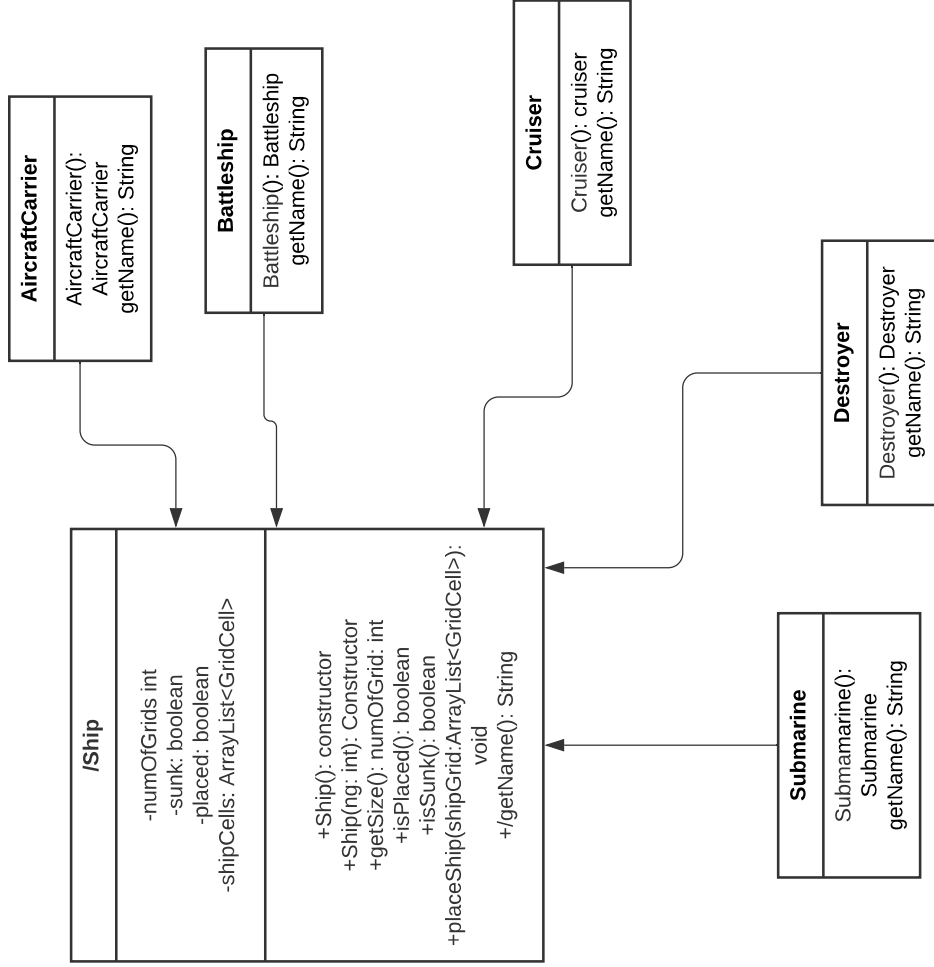 AircraftCarrier
AircraftCarrier():
AircraftCarrier
getName(): String
Battleship
Battleship(): Battleship
getName(): String
Cruiser
Cruiser(): cruiser
getName(): String
Destroyer
Destroyer(): Destroyer
getName(): String
/Ship
-numOfGrids int
-sunk: boolean
-placed: boolean
-shipCells: ArrayList<GridCell>
+Ship(): constructor
+Ship(ng: int): Constructor
+getSize(): numOfGrid: int
+isPlaced(): boolean
+isSunk(): boolean
+placeShip(shipGrid:ArrayList<GridCell>):
void
+/getName(): String
Submarine
Submamarine():
Submarine
getName(): String